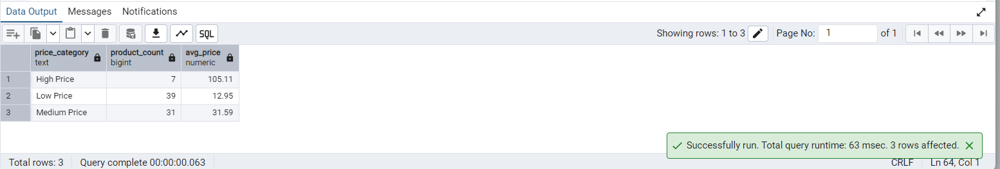 Data Output Messages Notifications
SQL Showing rows: 1 to 3 Page No: 1 of 1
price_category product_count avg_price
text bigint numeric
1 High Price 7 105.11
2 Low Price 39 12.95
3 Medium Price 31 31.59
Successfully run. Total query runtime: 63 msec. 3 rows affected.
Total rows: 3 Query complete 00:00:00.063 CRLF Ln 64, Col 1